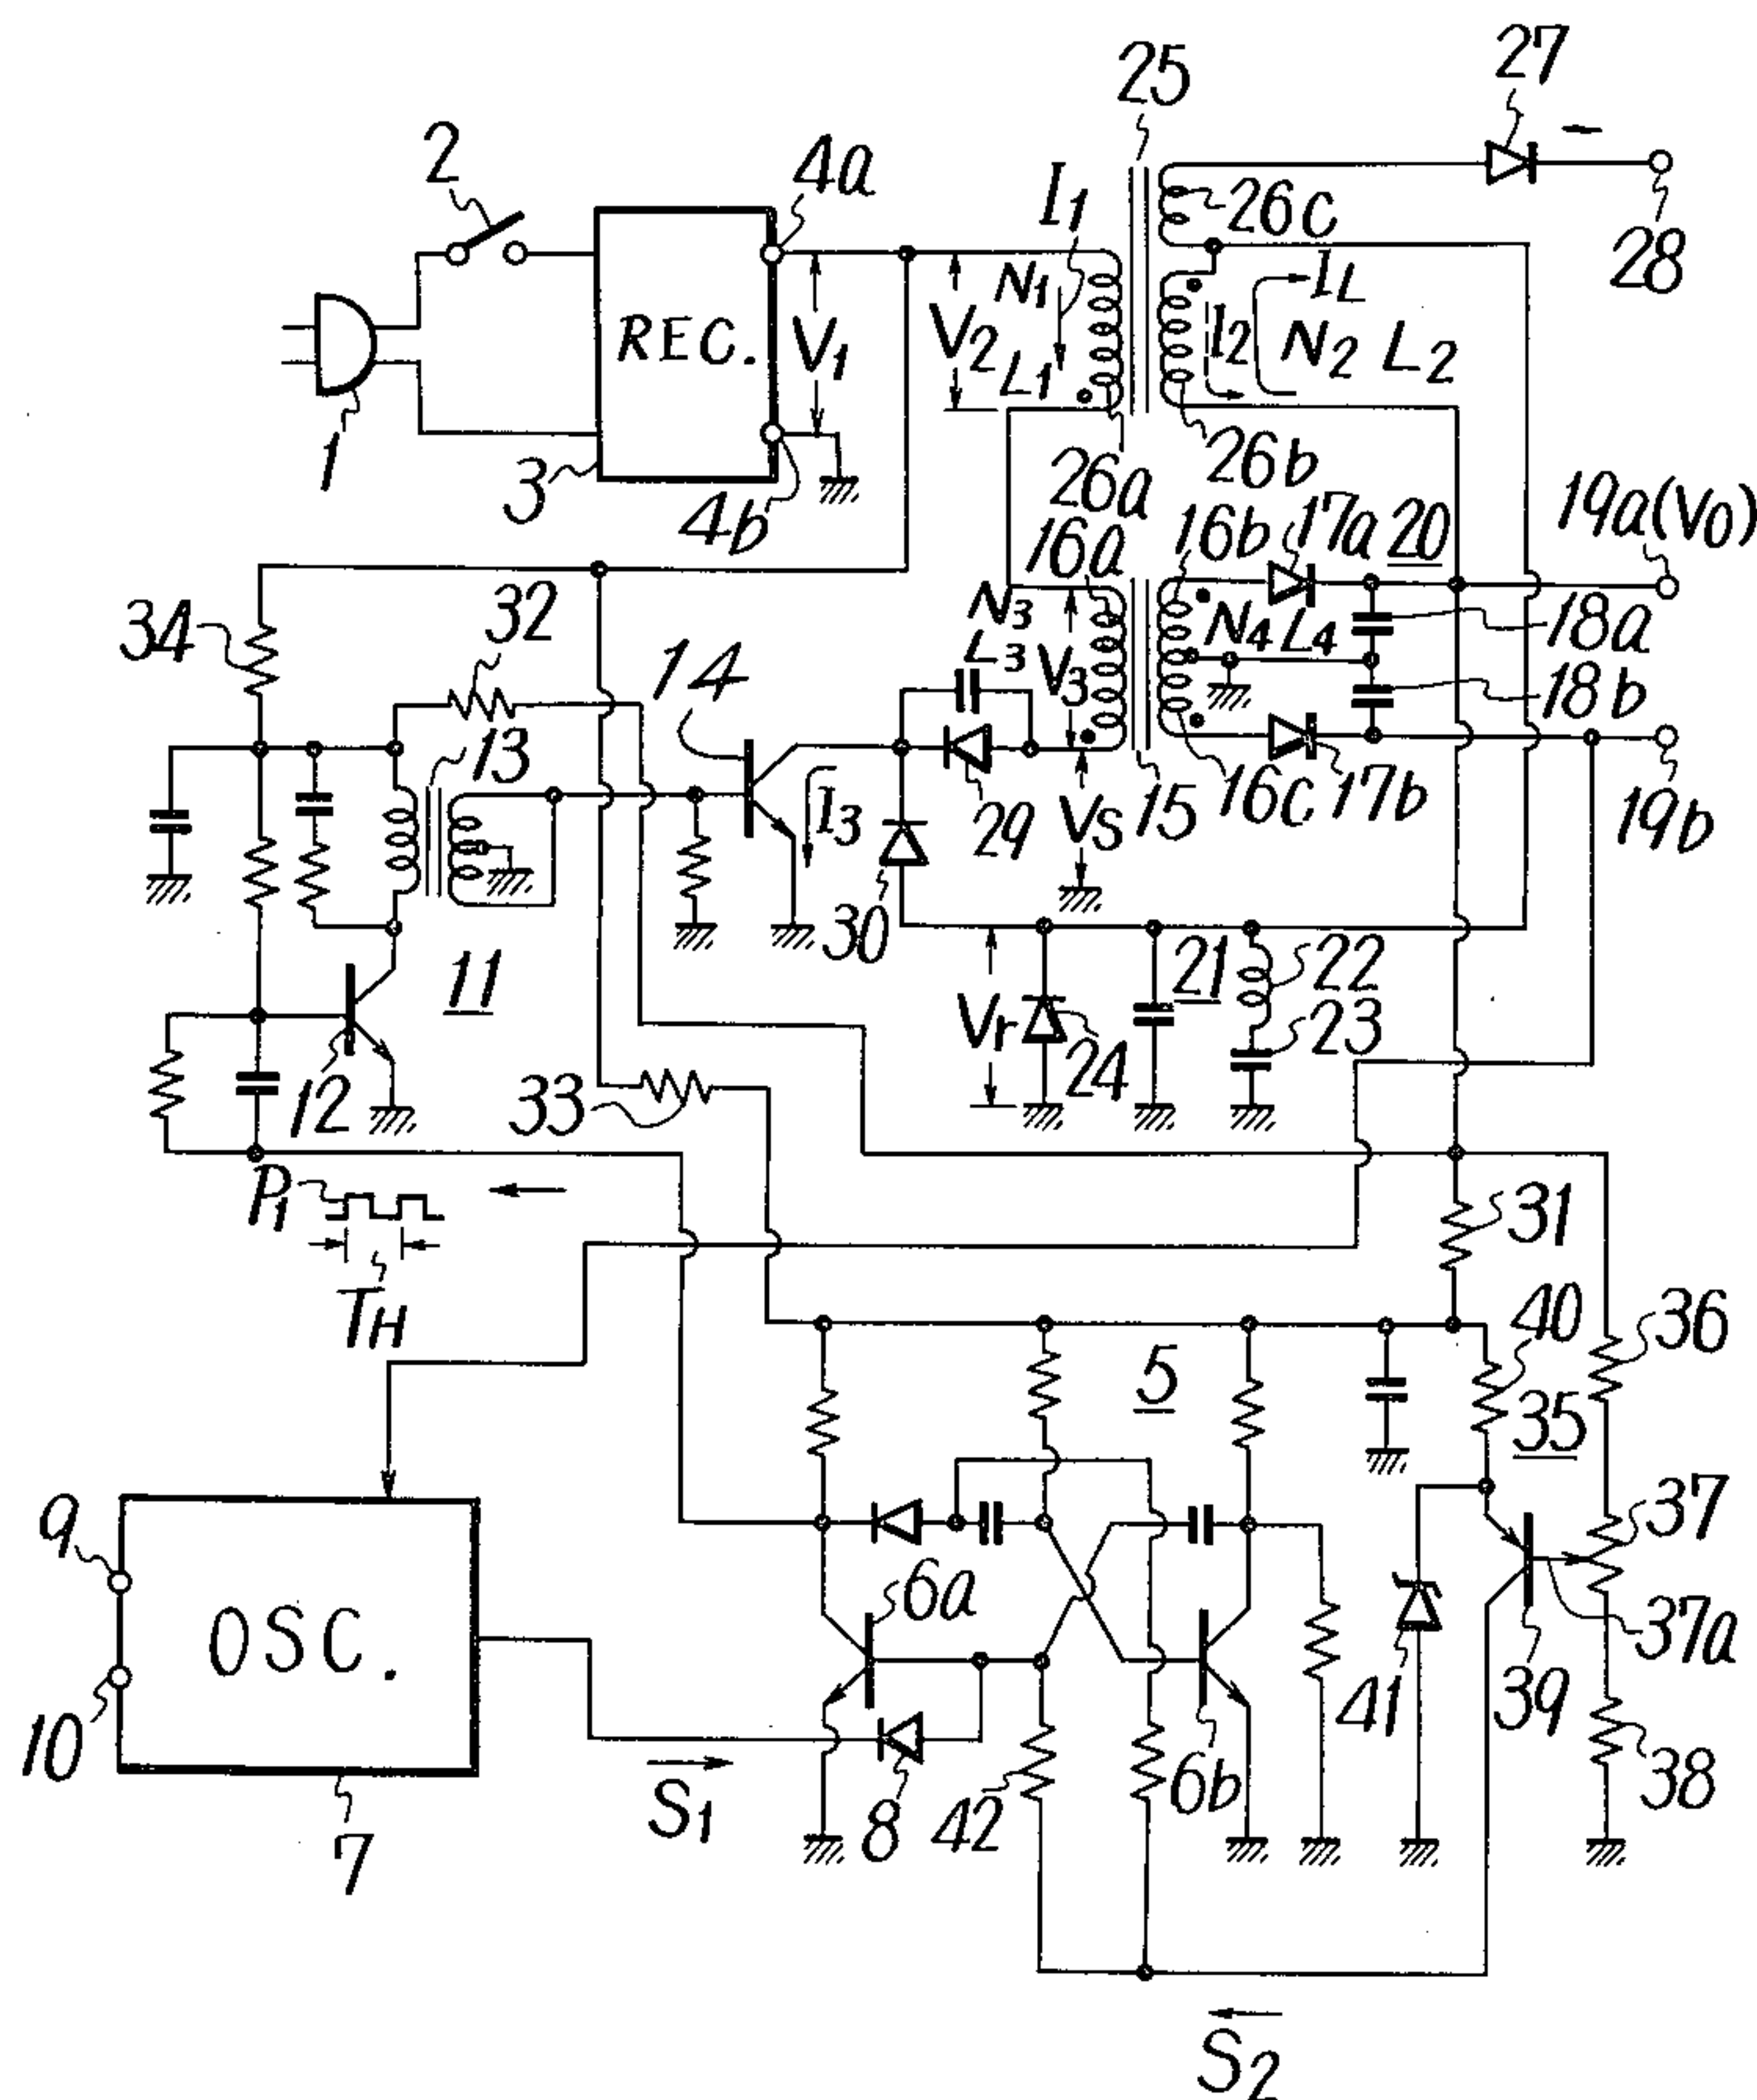 27
25
2
4a
I1
26c
28
N1
IL
REC.
V1
V2
L1
I2
N2 L2
1
3
4b
26a
26b
16a
16b
17a
20
19a(V0)
34
32
14
N3
L3
V3
N4 L4
18a
18b
13
I3
29
VS
15
16c
17b
19b
30
11
Vr
24
21
22
23
12
33
P1
TH
31
40
36
5
35
9
OSC.
6a
37
37a
10
41
39
38
S1
8
42
6b
7
S2